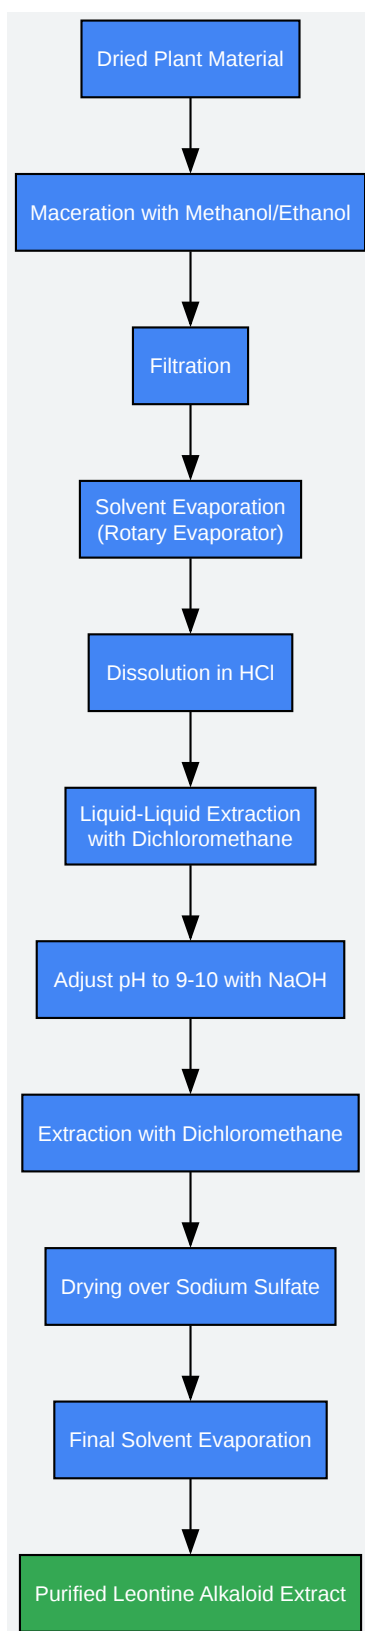 Dried Plant Material
Maceration with Methanol/Ethanol
Filtration
Solvent Evaporation
(Rotary Evaporator)
Dissolution in HCl
Liquid-Liquid Extraction
with Dichloromethane
Adjust pH to 9-10 with NaOH
Extraction with Dichloromethane
Drying over Sodium Sulfate
Final Solvent Evaporation
Purified Leontine Alkaloid Extract